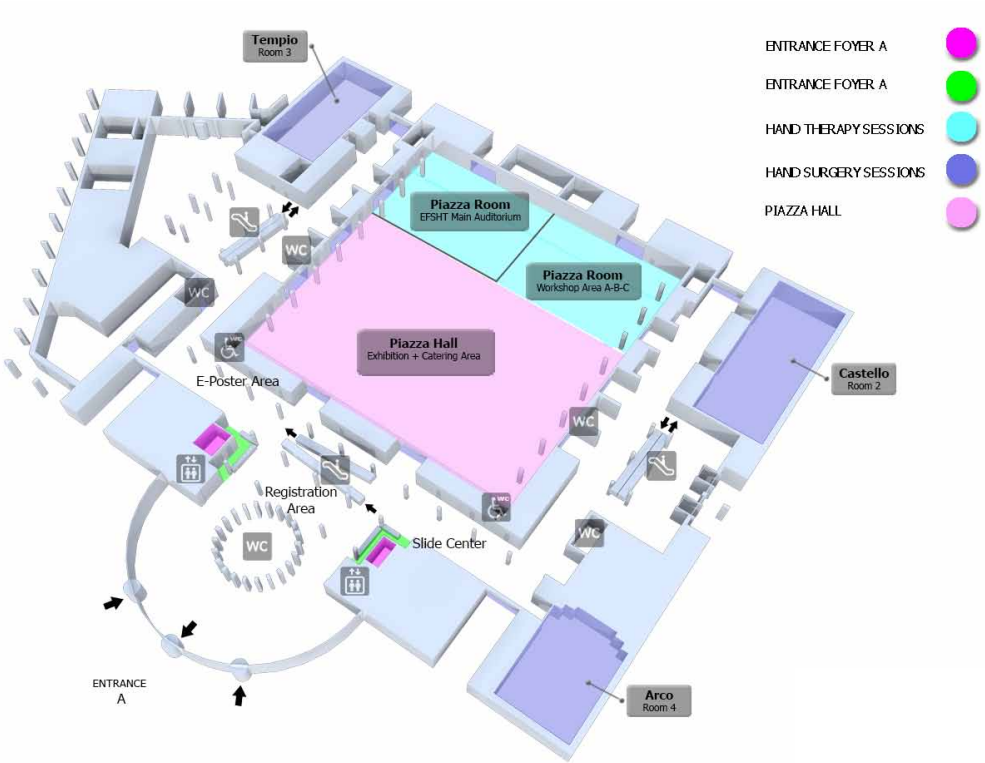 Tempio
Room 3
ENTRANCE FOYER A
ENTRANCE FOYER A
HAND THERAPY SESSIONS
HAND SURGERY SESSIONS
PIAZZA HALL
Piazza Room
EFSHT Main Auditorium
WC
Piazza Room
Workshop Area A-B-C
WC
WC
Piazza Hall
Exhibition + Catering Area
E-Poster Area
Castello
Room 2
WC
Registration
Area
WC
WC
Slide Center
WC
ENTRANCE
A
Arco
Room 4